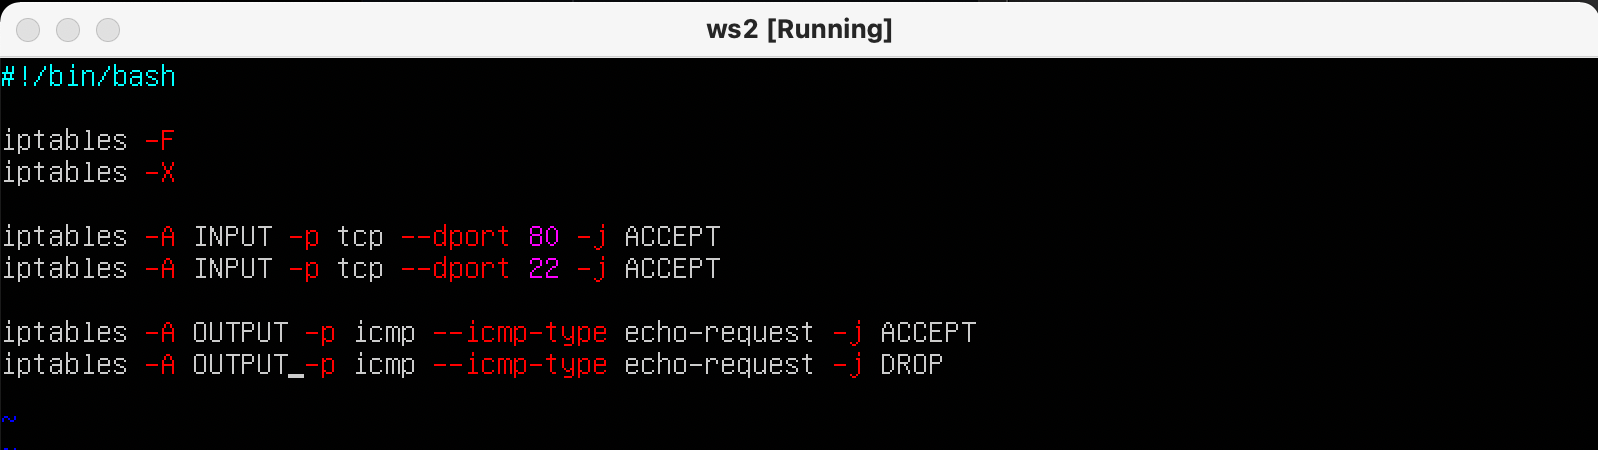 ws2 [Running]
#!/bin/bash
iptables -F
iptables -X
iptables -A INPUT -p tcp --dport 80 -j ACCEPT
iptables -A INPUT -p tcp --dport 22 -j ACCEPT
iptables -A OUTPUT -p icmp --icmp-type echo-request -j ACCEPT
iptables -A OUTPUT -p icmp --icmp-type echo-request -j DROP
~
~